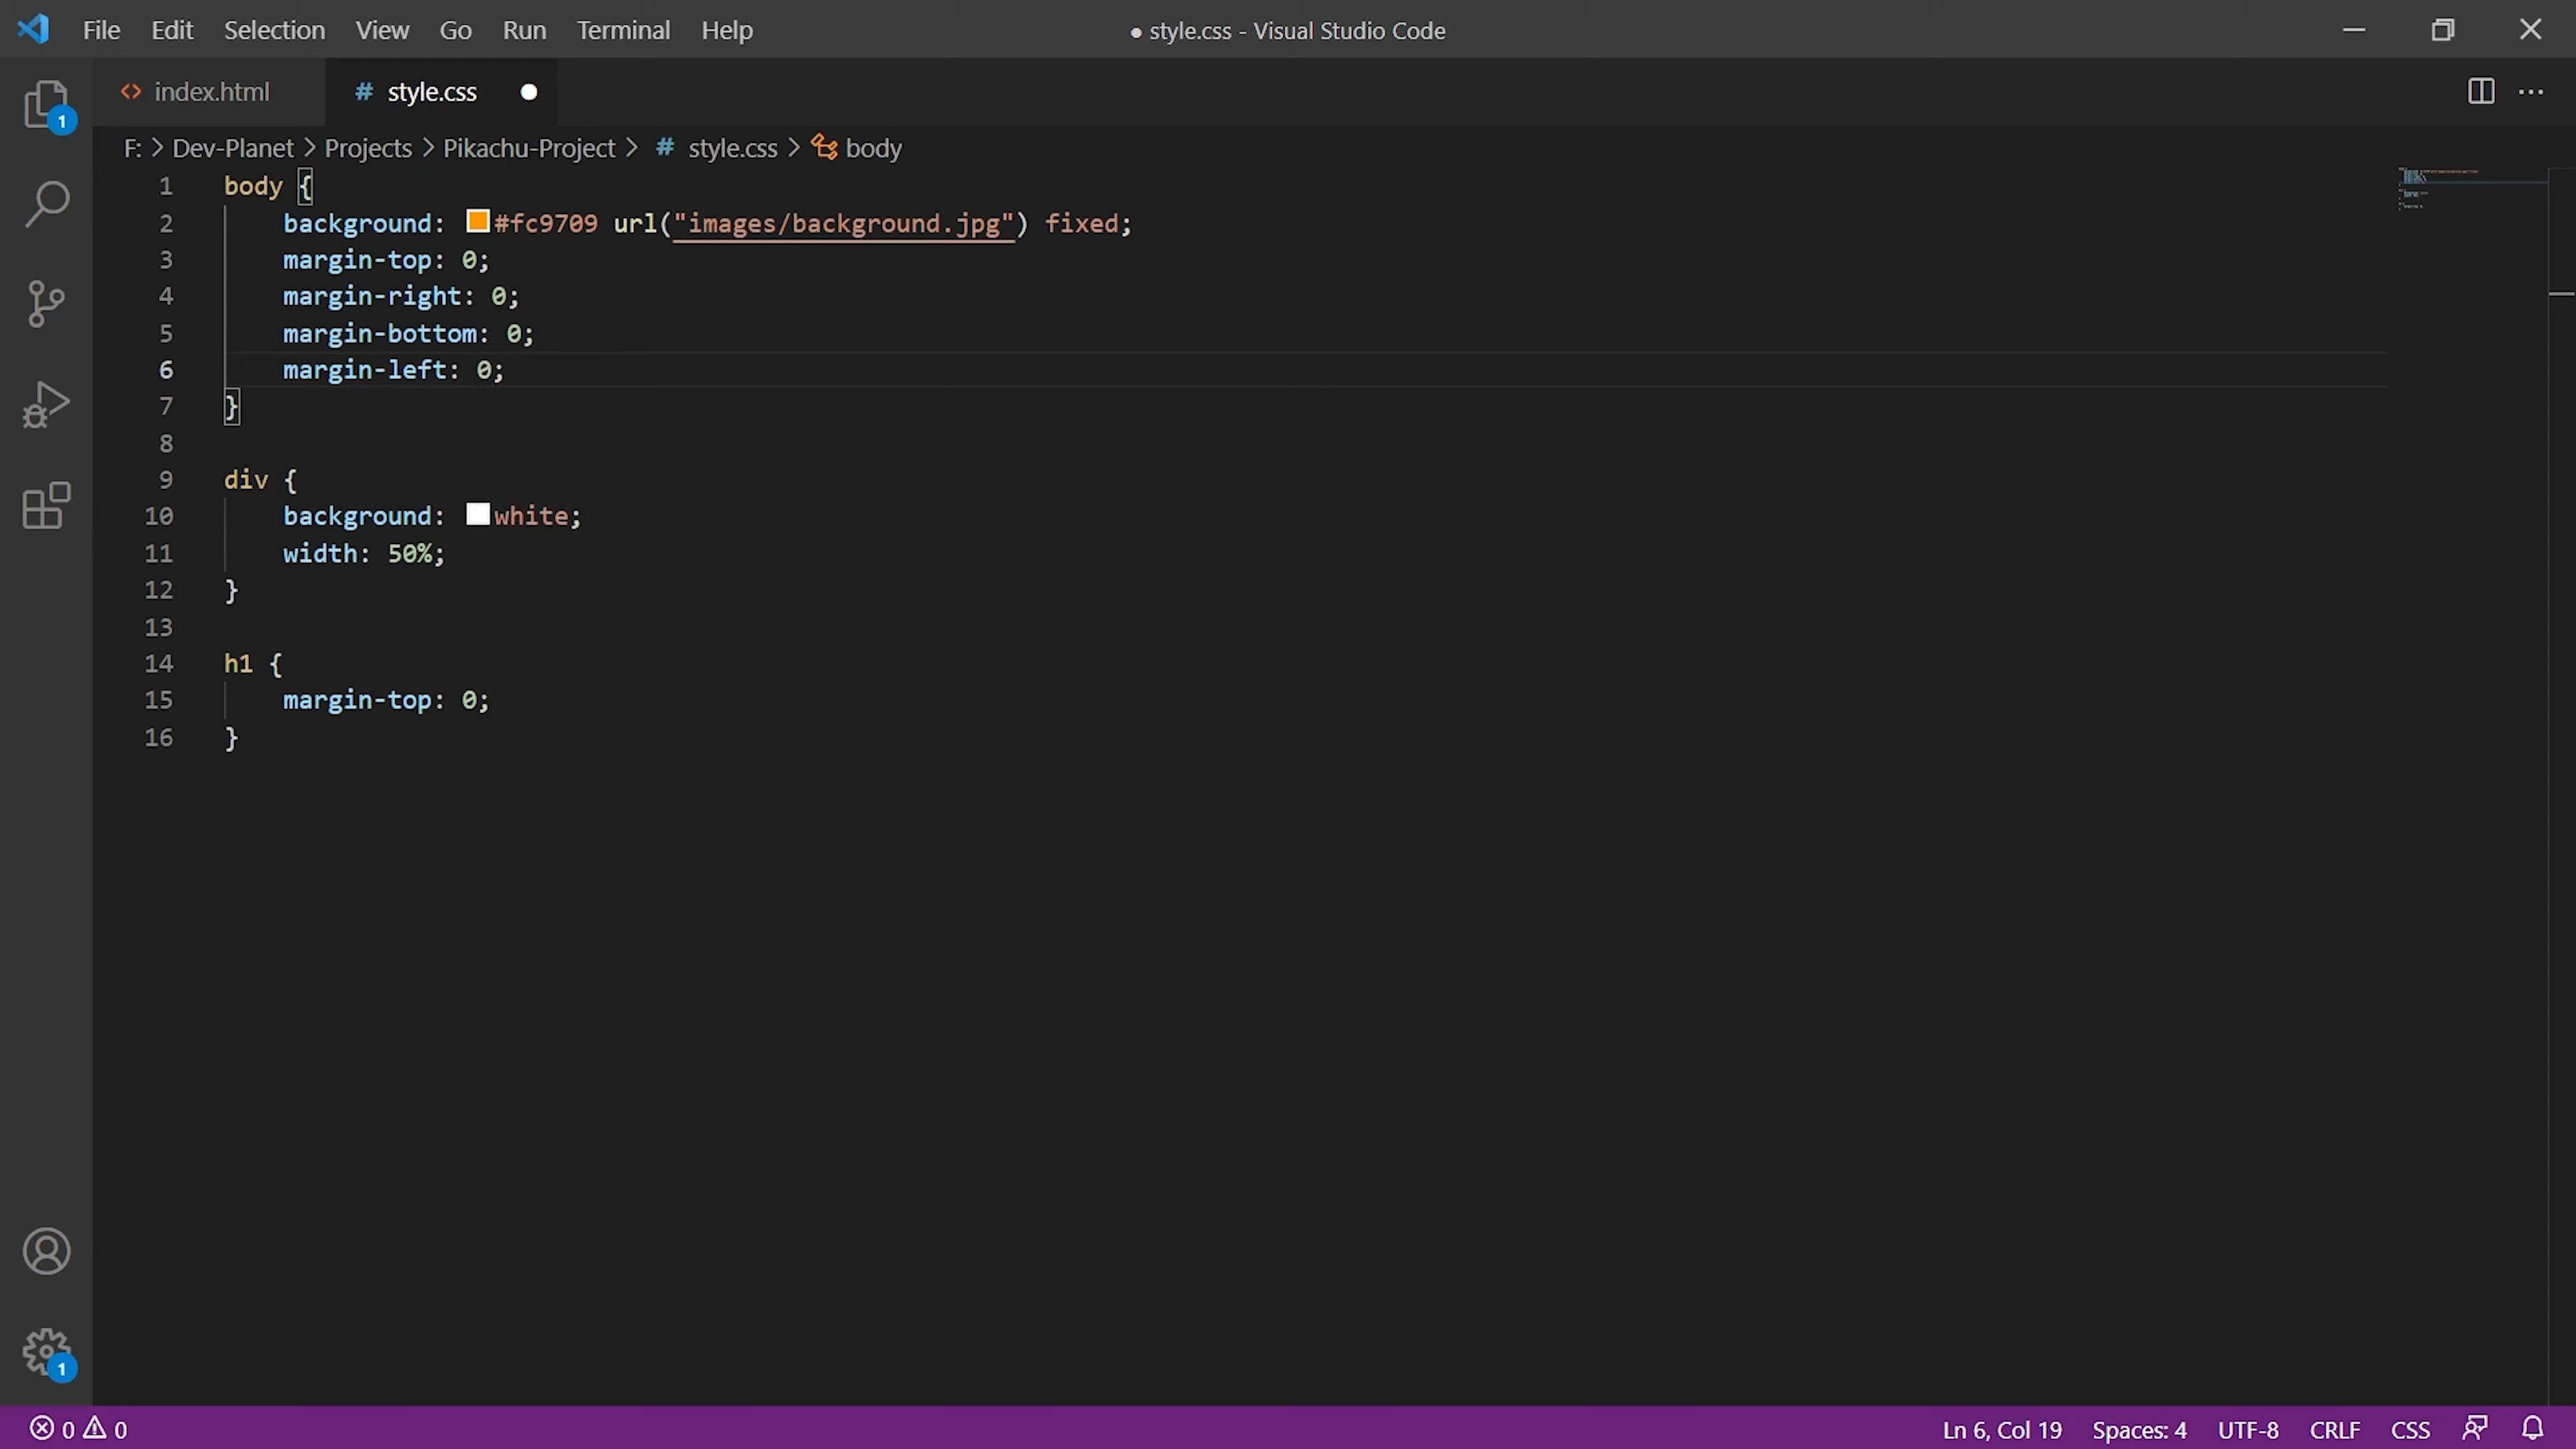 File Edit Selection View Go Run Terminal Help ● style.css - Visual Studio Code
<> index.html # style.css ●
F: > Dev-Planet > Projects > Pikachu-Project > # style.css > body
1 body {
2     background: #fc9709 url("images/background.jpg") fixed;
3     margin-top: 0;
4     margin-right: 0;
5     margin-bottom: 0;
6     margin-left: 0;
7 }
8
9 div {
10     background: white;
11     width: 50%;
12 }
13
14 h1 {
15     margin-top: 0;
16 }
1
1
0 0 Ln 6, Col 19 Spaces: 4 UTF-8 CRLF CSS